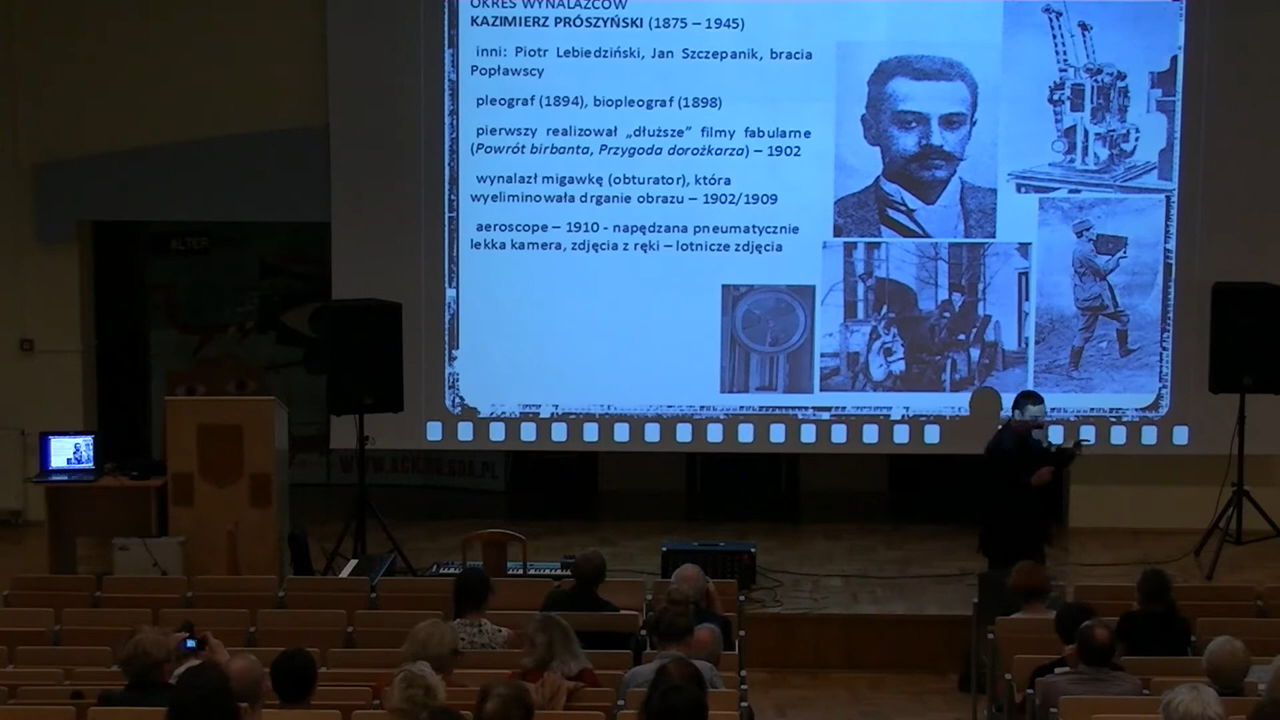 OKRES WYNALAZCÓW
KAZIMIERZ PRÓSZYŃSKI (1875 – 1945)
inni: Piotr Lebiedziński, Jan Szczepanik, bracia
Popławscy
pleograf (1894), biopleograf (1898)
pierwszy realizował „dłuższe” filmy fabularne
(Powrót birbanta, Przygoda dorożkarza) – 1902
wynalazł migawkę (obturator), która
wyeliminowała drganie obrazu – 1902/1909
aeroscope – 1910 - napędzana pneumatycznie
lekka kamera, zdjęcia z ręki – lotnicze zdjęcia
ALTER